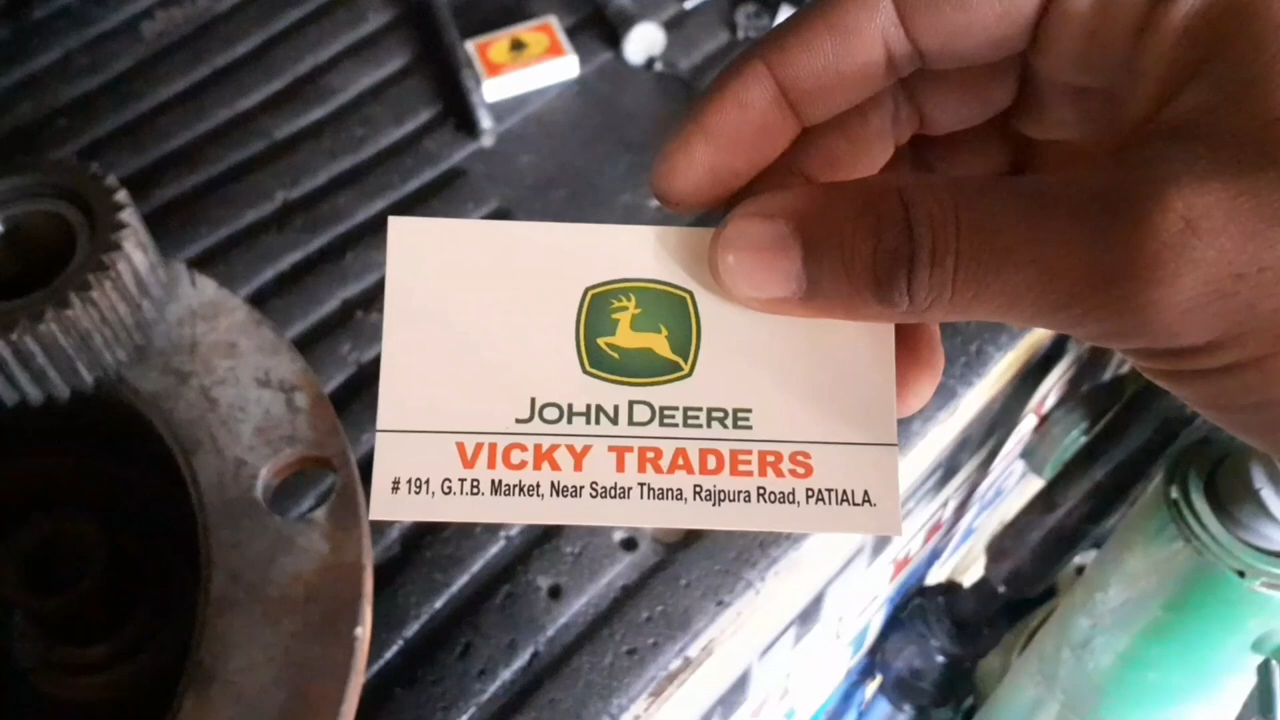 JOHN DEERE
VICKY TRADERS
# 191, G.T.B. Market, Near Sadar Thana, Rajpura Road, PATIALA.